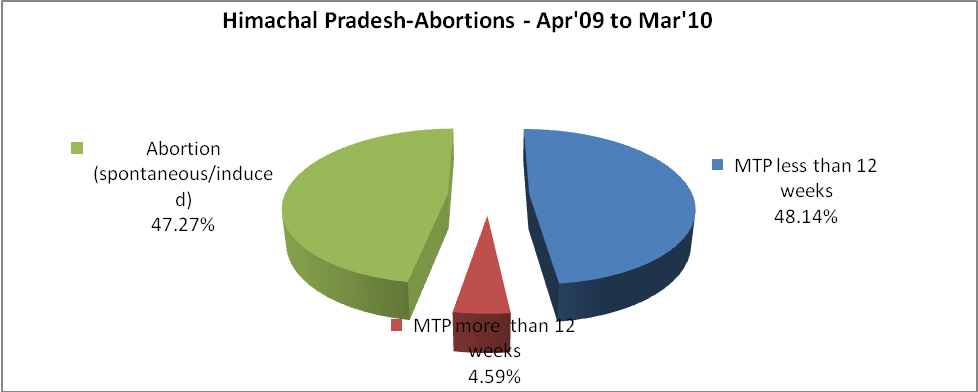 Himachal Pradesh-Abortions - Apr'09 to Mar'10
Abortion
(spontaneous/induce
d)
47.27%
MTP less than 12
weeks
48.14%
MTP more than 12
weeks
4.59%